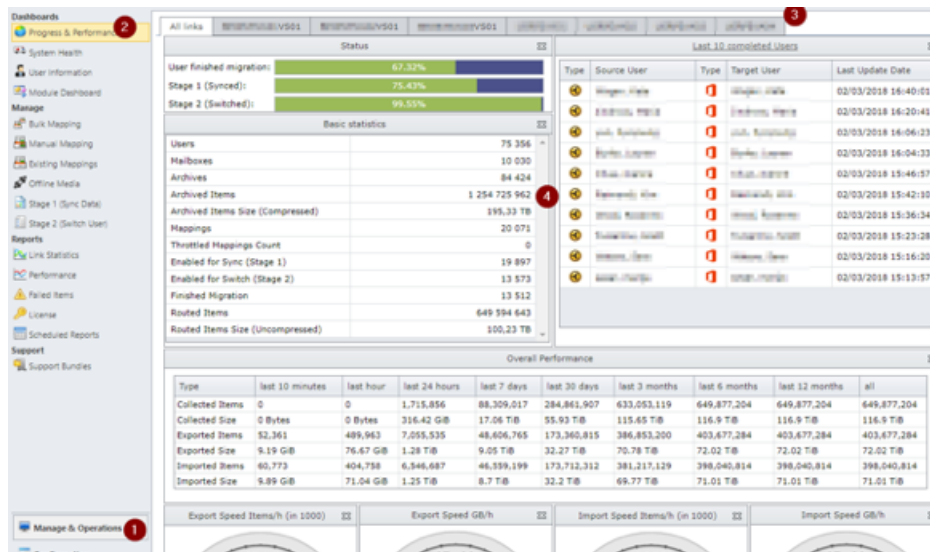 Dashboards
Progress & Performance
2
System Health
User Information
Module Dashboard
Manage
Bulk Mapping
Manual Mapping
Existing Mappings
Offline Media
Stage 1 (Sync Data)
Stage 2 (Switch User)
Reports
Link Statistics
Performance
Failed Items
License
Scheduled Reports
Support
Support Bundles
Manage & Operations
1
All links
VS01
VS01
VS01
3
Status
User finished migration: 67.32%
Stage 1 (Synced): 75.43%
Stage 2 (Switched): 99.55%
Basic statistics
Users 75 356
Mailboxes 10 030
Archives 84 424
Archived Items 1 254 725 962
4
Archived Items Size (Compressed) 195,33 TB
Mappings 20 071
Throttled Mappings Count 0
Enabled for Sync (Stage 1) 19 897
Enabled for Switch (Stage 2) 13 573
Finished Migration 13 512
Routed Items 649 594 643
Routed Items Size (Uncompressed) 100,23 TB
Last 10 completed Users
Type Source User Type Target User Last Update Date
02/03/2018 16:40:01
02/03/2018 16:20:41
02/03/2018 16:06:23
02/03/2018 16:04:33
02/03/2018 15:46:57
02/03/2018 15:42:10
02/03/2018 15:36:34
02/03/2018 15:23:28
02/03/2018 15:16:20
02/03/2018 15:13:57
Overall Performance
Type last 10 minutes last hour last 24 hours last 7 days last 30 days last 3 months last 6 months last 12 months all
Collected Items 0 0 1,715,856 88,309,017 284,861,907 633,053,119 649,877,204 649,877,204 649,877,204
Collected Size 0 Bytes 0 Bytes 316.42 GiB 17.06 TiB 55.93 TiB 115.65 TiB 116.9 TiB 116.9 TiB 116.9 TiB
Exported Items 52,361 489,963 7,055,535 48,606,765 173,360,815 386,853,200 403,677,284 403,677,284 403,677,284
Exported Size 9.19 GiB 76.67 GiB 1.28 TiB 9.05 TiB 32.27 TiB 70.78 TiB 72.02 TiB 72.02 TiB 72.02 TiB
Imported Items 60,773 404,758 6,546,687 46,559,199 173,712,312 381,217,129 398,040,814 398,040,814 398,040,814
Imported Size 9.89 GiB 71.04 GiB 1.25 TiB 8.7 TiB 32.2 TiB 69.77 TiB 71.01 TiB 71.01 TiB 71.01 TiB
Export Speed Items/h (in 1000)
Export Speed GB/h
Import Speed Items/h (in 1000)
Import Speed GB/h